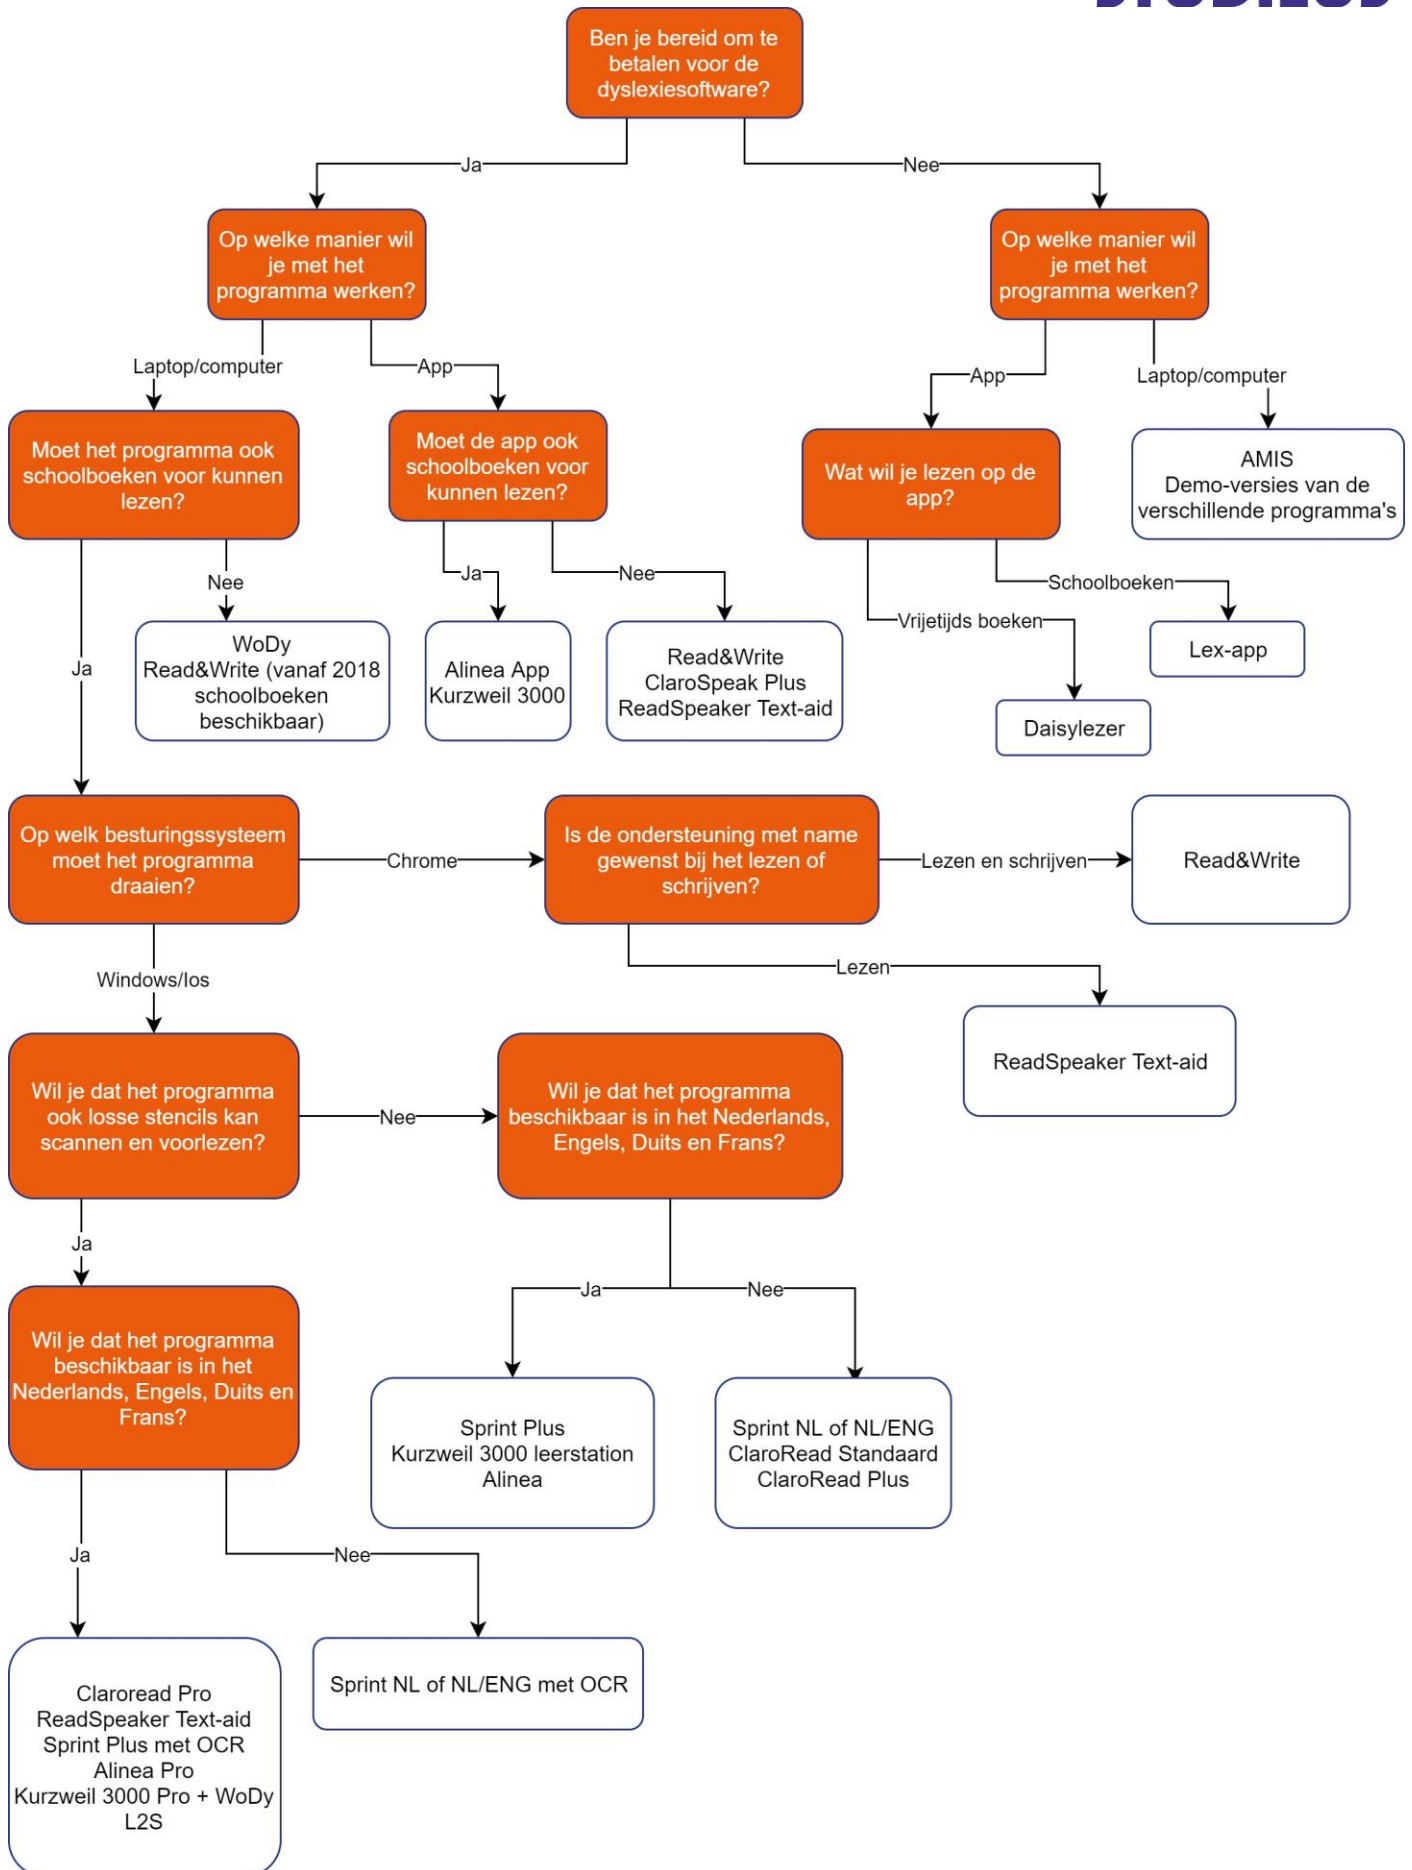 Ben je bereid om te
betalen voor de
dyslexiesoftware?
Ja
Nee
Op welke manier wil
je met het
programma werken?
Op welke manier wil
je met het
programma werken?
Laptop/computer
App
App
Laptop/computer
Moet het programma ook
schoolboeken voor kunnen
lezen?
Moet de app ook
schoolboeken voor
kunnen lezen?
Wat wil je lezen op de
app?
AMIS
Demo-versies van de
verschillende programma's
Nee
Ja
Nee
Schoolboeken
Vrijetijds boeken
Ja
WoDy
Read&Write (vanaf 2018
schoolboeken
beschikbaar)
Alinea App
Kurzweil 3000
Read&Write
ClaroSpeak Plus
ReadSpeaker Text-aid
Lex-app
Daisylezer
Op welk besturingssysteem
moet het programma
draaien?
Chrome
Is de ondersteuning met name
gewenst bij het lezen of
schrijven?
Lezen en schrijven
Read&Write
Windows/Ios
Lezen
ReadSpeaker Text-aid
Wil je dat het programma
ook losse stencils kan
scannen en voorlezen?
Nee
Wil je dat het programma
beschikbaar is in het Nederlands,
Engels, Duits en Frans?
Ja
Ja
Nee
Wil je dat het programma
beschikbaar is in het
Nederlands, Engels, Duits en
Frans?
Sprint Plus
Kurzweil 3000 leerstation
Alinea
Sprint NL of NL/ENG
ClaroRead Standaard
ClaroRead Plus
Ja
Nee
Claroread Pro
ReadSpeaker Text-aid
Sprint Plus met OCR
Alinea Pro
Kurzweil 3000 Pro + WoDy
L2S
Sprint NL of NL/ENG met OCR